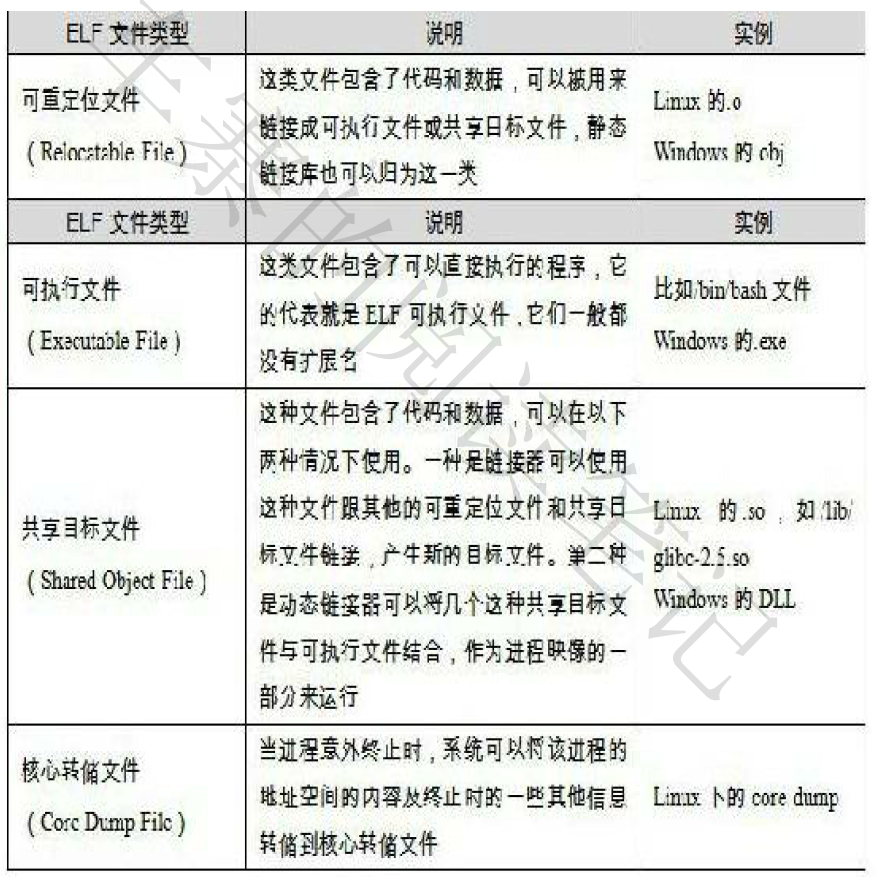 ELF 文件类型 说明 实例
可重定位文件
（Relocatable File）
这类文件包含了代码和数据，可以被用来
链接成可执行文件或共享目标文件，静态
链接库也可以归为这一类
Linux 的.o
Windows 的 obj
ELF 文件类型 说明 实例
可执行文件
（Executable File）
这类文件包含了可以直接执行的程序，它
的代表就是 ELF 可执行文件，它们一般都
没有扩展名
比如/bin/bash 文件
Windows 的.exe
共享目标文件
（Shared Object File）
这种文件包含了代码和数据，可以在以下
两种情况下使用。一种是链接器可以使用
这种文件跟其他的可重定位文件和共享目
标文件链接，产生新的目标文件。第二种
是动态链接器可以将几个这种共享目标文
件与可执行文件结合，作为进程映像的一
部分来运行
Linux 的 .so，如 /lib/
glibc-2.5.so
Windows 的 DLL
核心转储文件
（Core Dump File）
当进程意外终止时，系统可以将该进程的
地址空间的内容及终止时的一些其他信息
转储到核心转储文件
Linux 下的 core dump
的阅读笔记